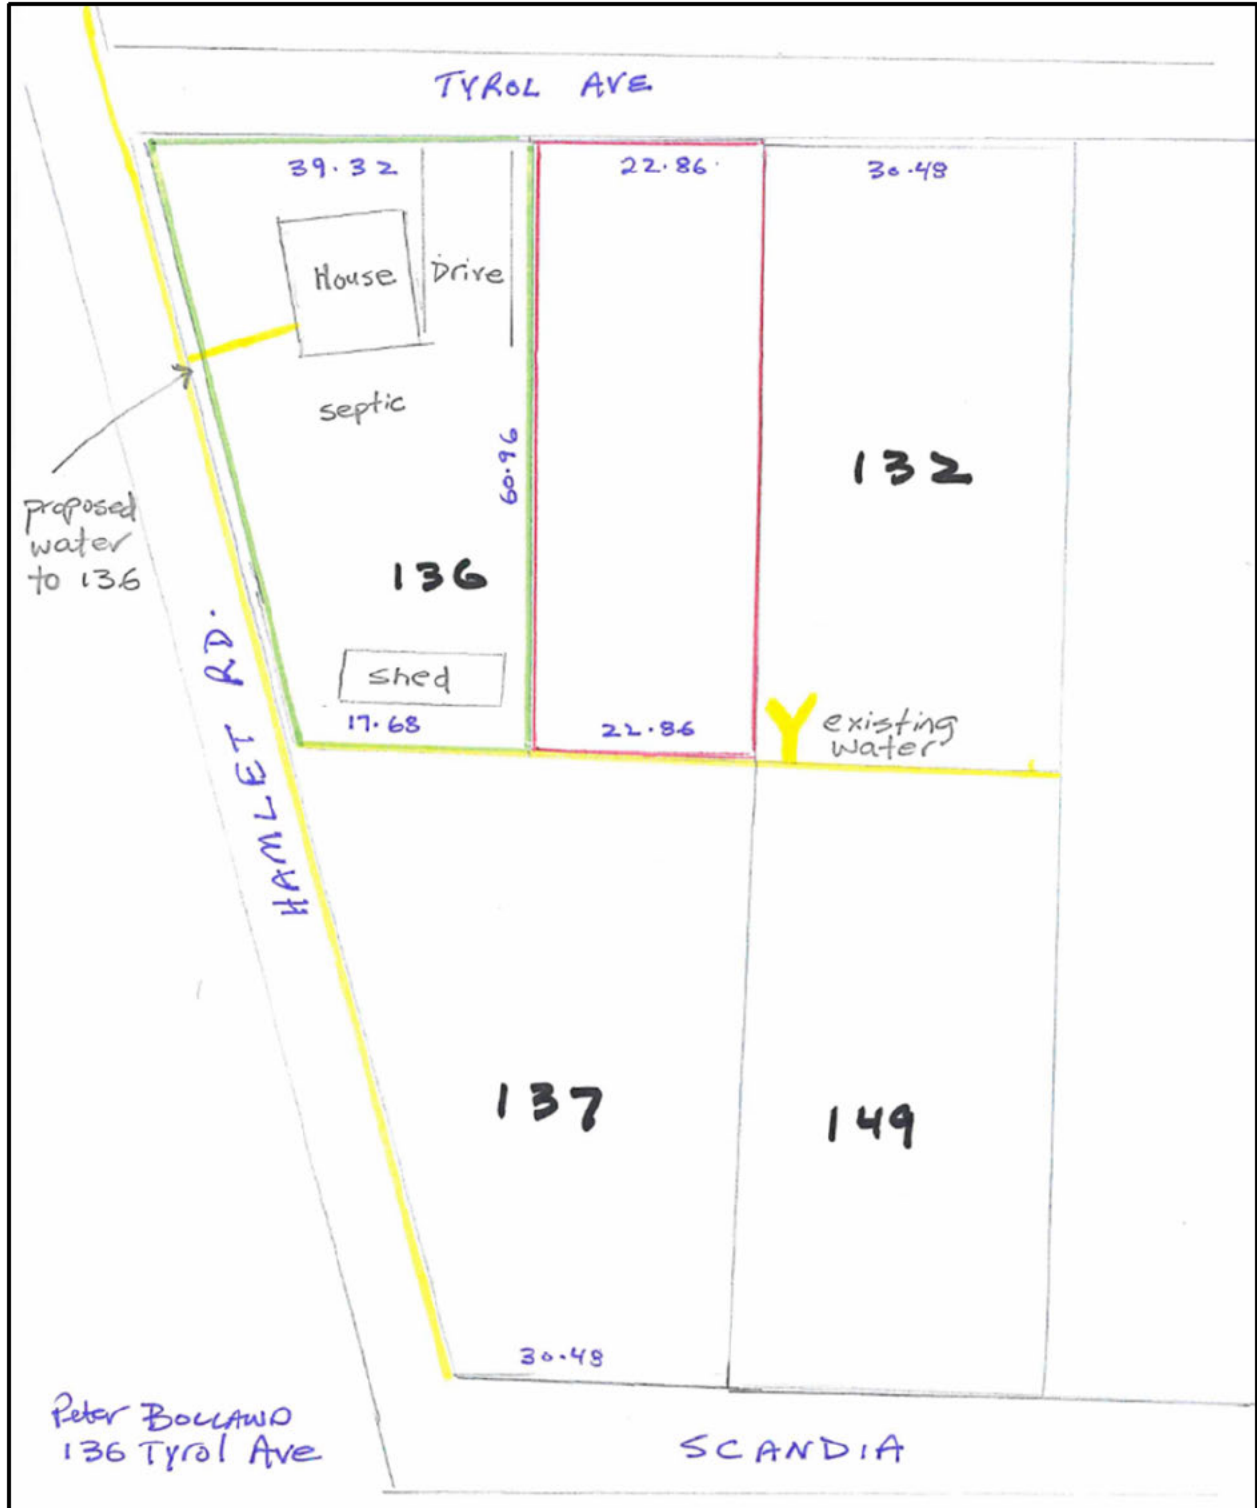 TYROL AVE
39.32
22.86
30.48
House
Drive
septic
60.96
132
proposed
water
to 136
136
HAMLET RD.
shed
17.68
22.86
existing
water
137
149
30.48
Peter BOLLAND
136 Tyrol Ave
SCANDIA